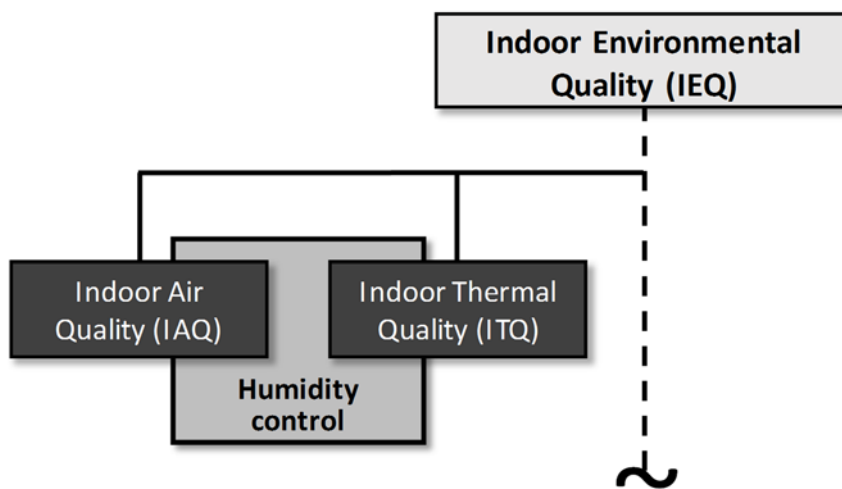 Indoor Environmental
Quality (IEQ)
Indoor Air
Quality (IAQ)
Indoor Thermal
Quality (ITQ)
Humidity
control